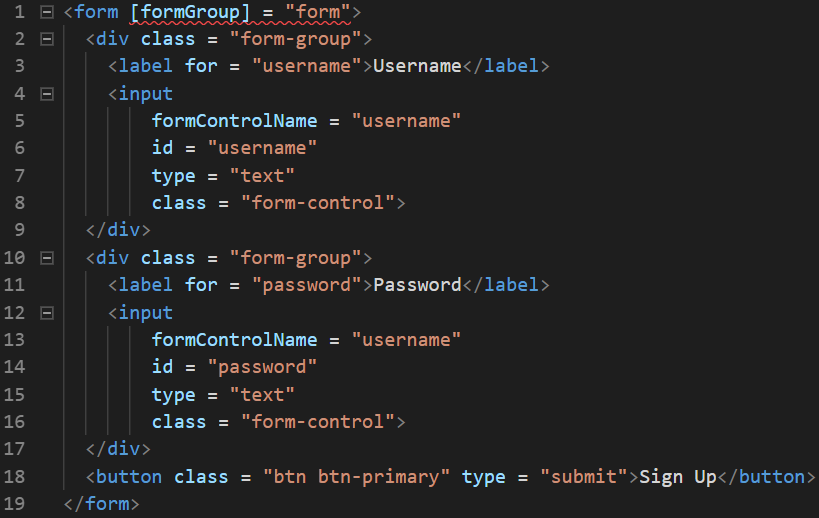 1 <form [formGroup] = "form">
2 <div class = "form-group">
3 <label for = "username">Username</label>
4 <input
5 formControlName = "username"
6 id = "username"
7 type = "text"
8 class = "form-control">
9 </div>
10 <div class = "form-group">
11 <label for = "password">Password</label>
12 <input
13 formControlName = "username"
14 id = "password"
15 type = "text"
16 class = "form-control">
17 </div>
18 <button class = "btn btn-primary" type = "submit">Sign Up</button>
19 </form>